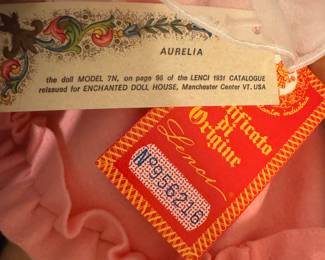 AURELIA
the doll MODEL 7N, on page 96 of the LENCI 1931 CATALOGUE
reissued for ENCHANTED DOLL HOUSE, Manchester Center VT. USA
Certificato
Di
Origine
Lenci
Nº956216